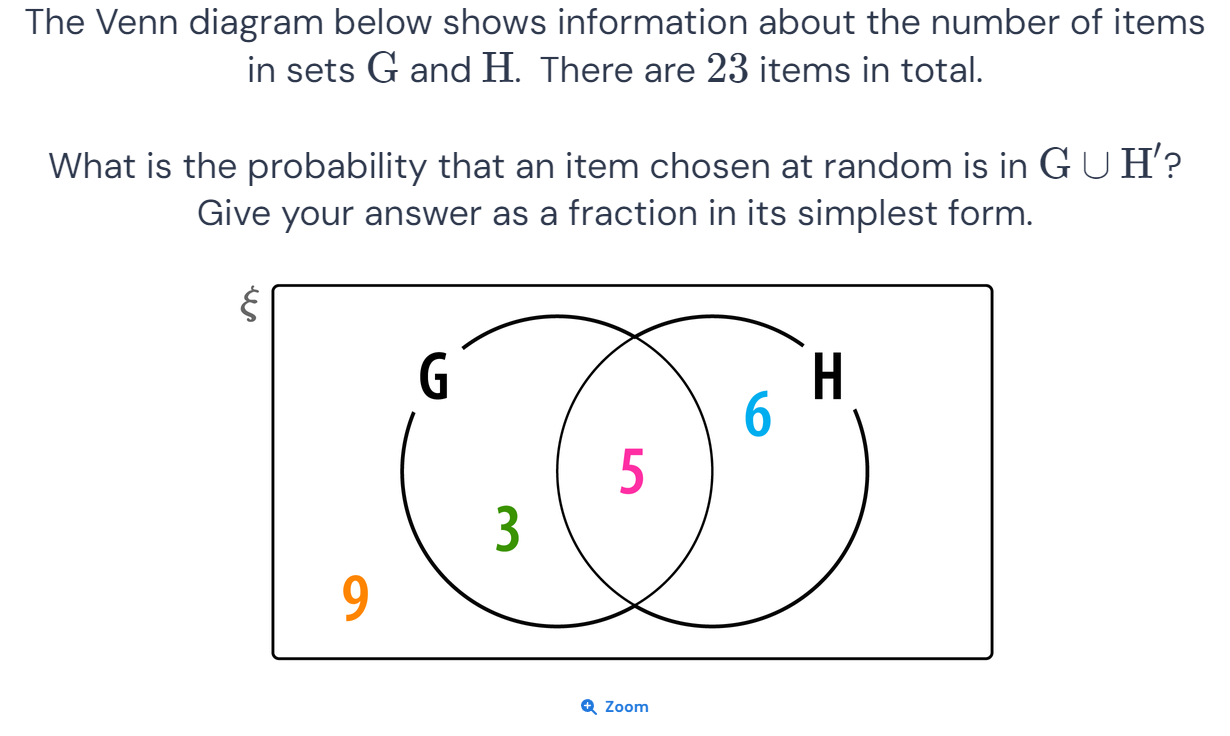 The Venn diagram below shows information about the number of items
in sets G and H. There are 23 items in total.
What is the probability that an item chosen at random is in G ∪ H′?
Give your answer as a fraction in its simplest form.
ξ
G
H
6
5
3
9
Zoom